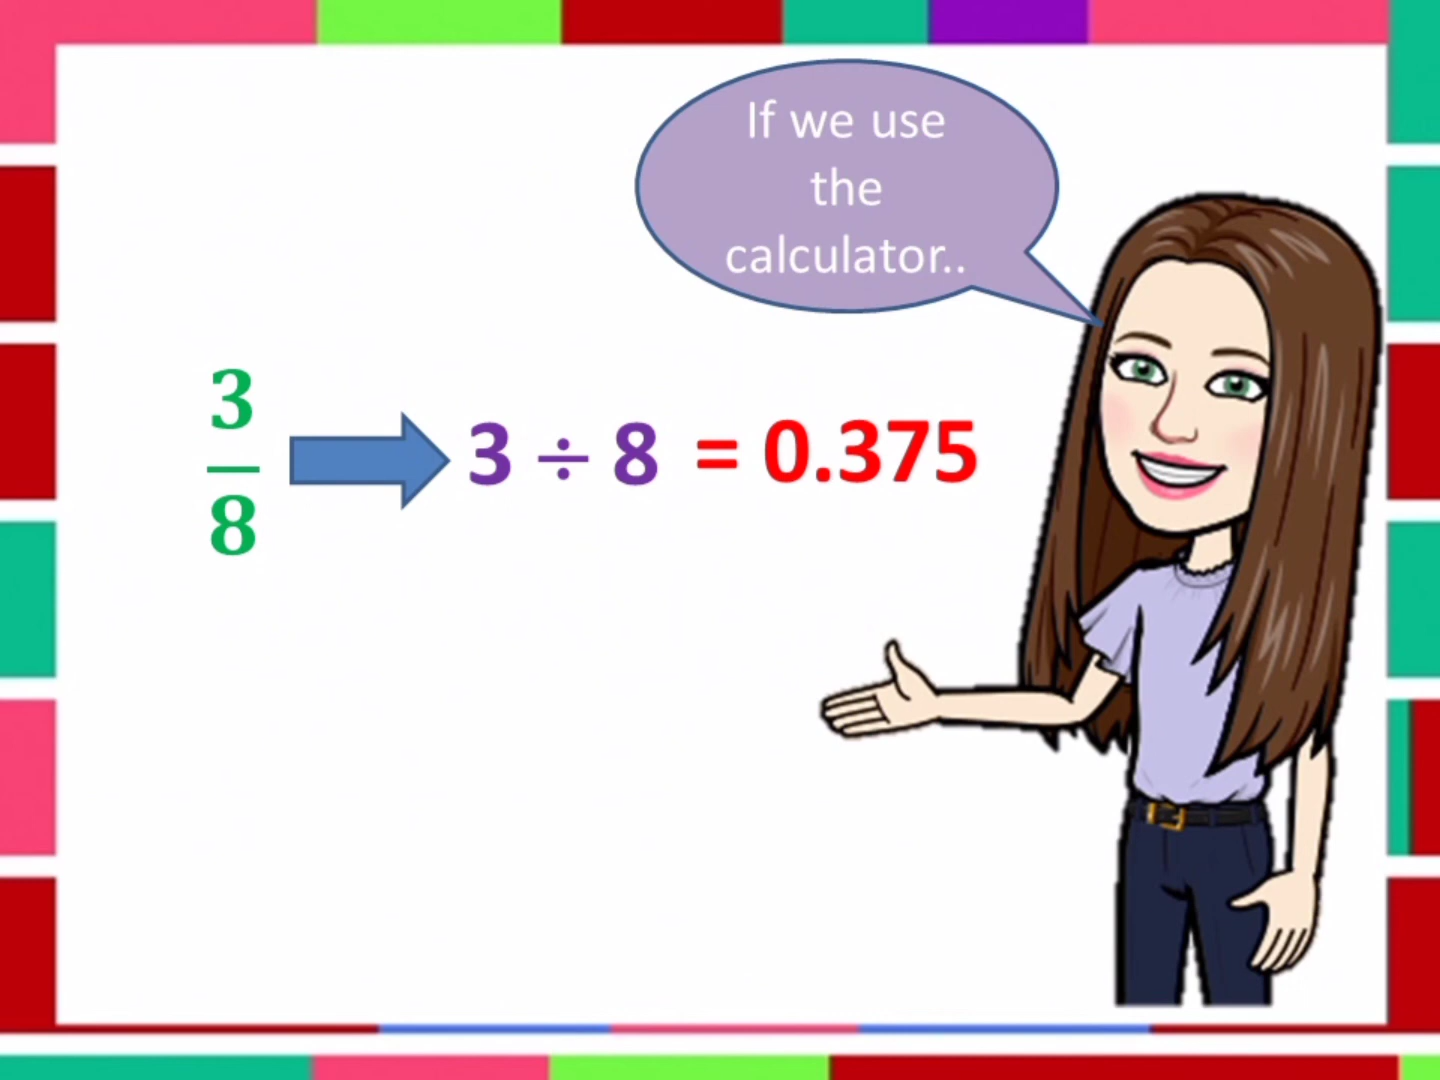 If we use
the
calculator..
3
8
3 ÷ 8 = 0.375